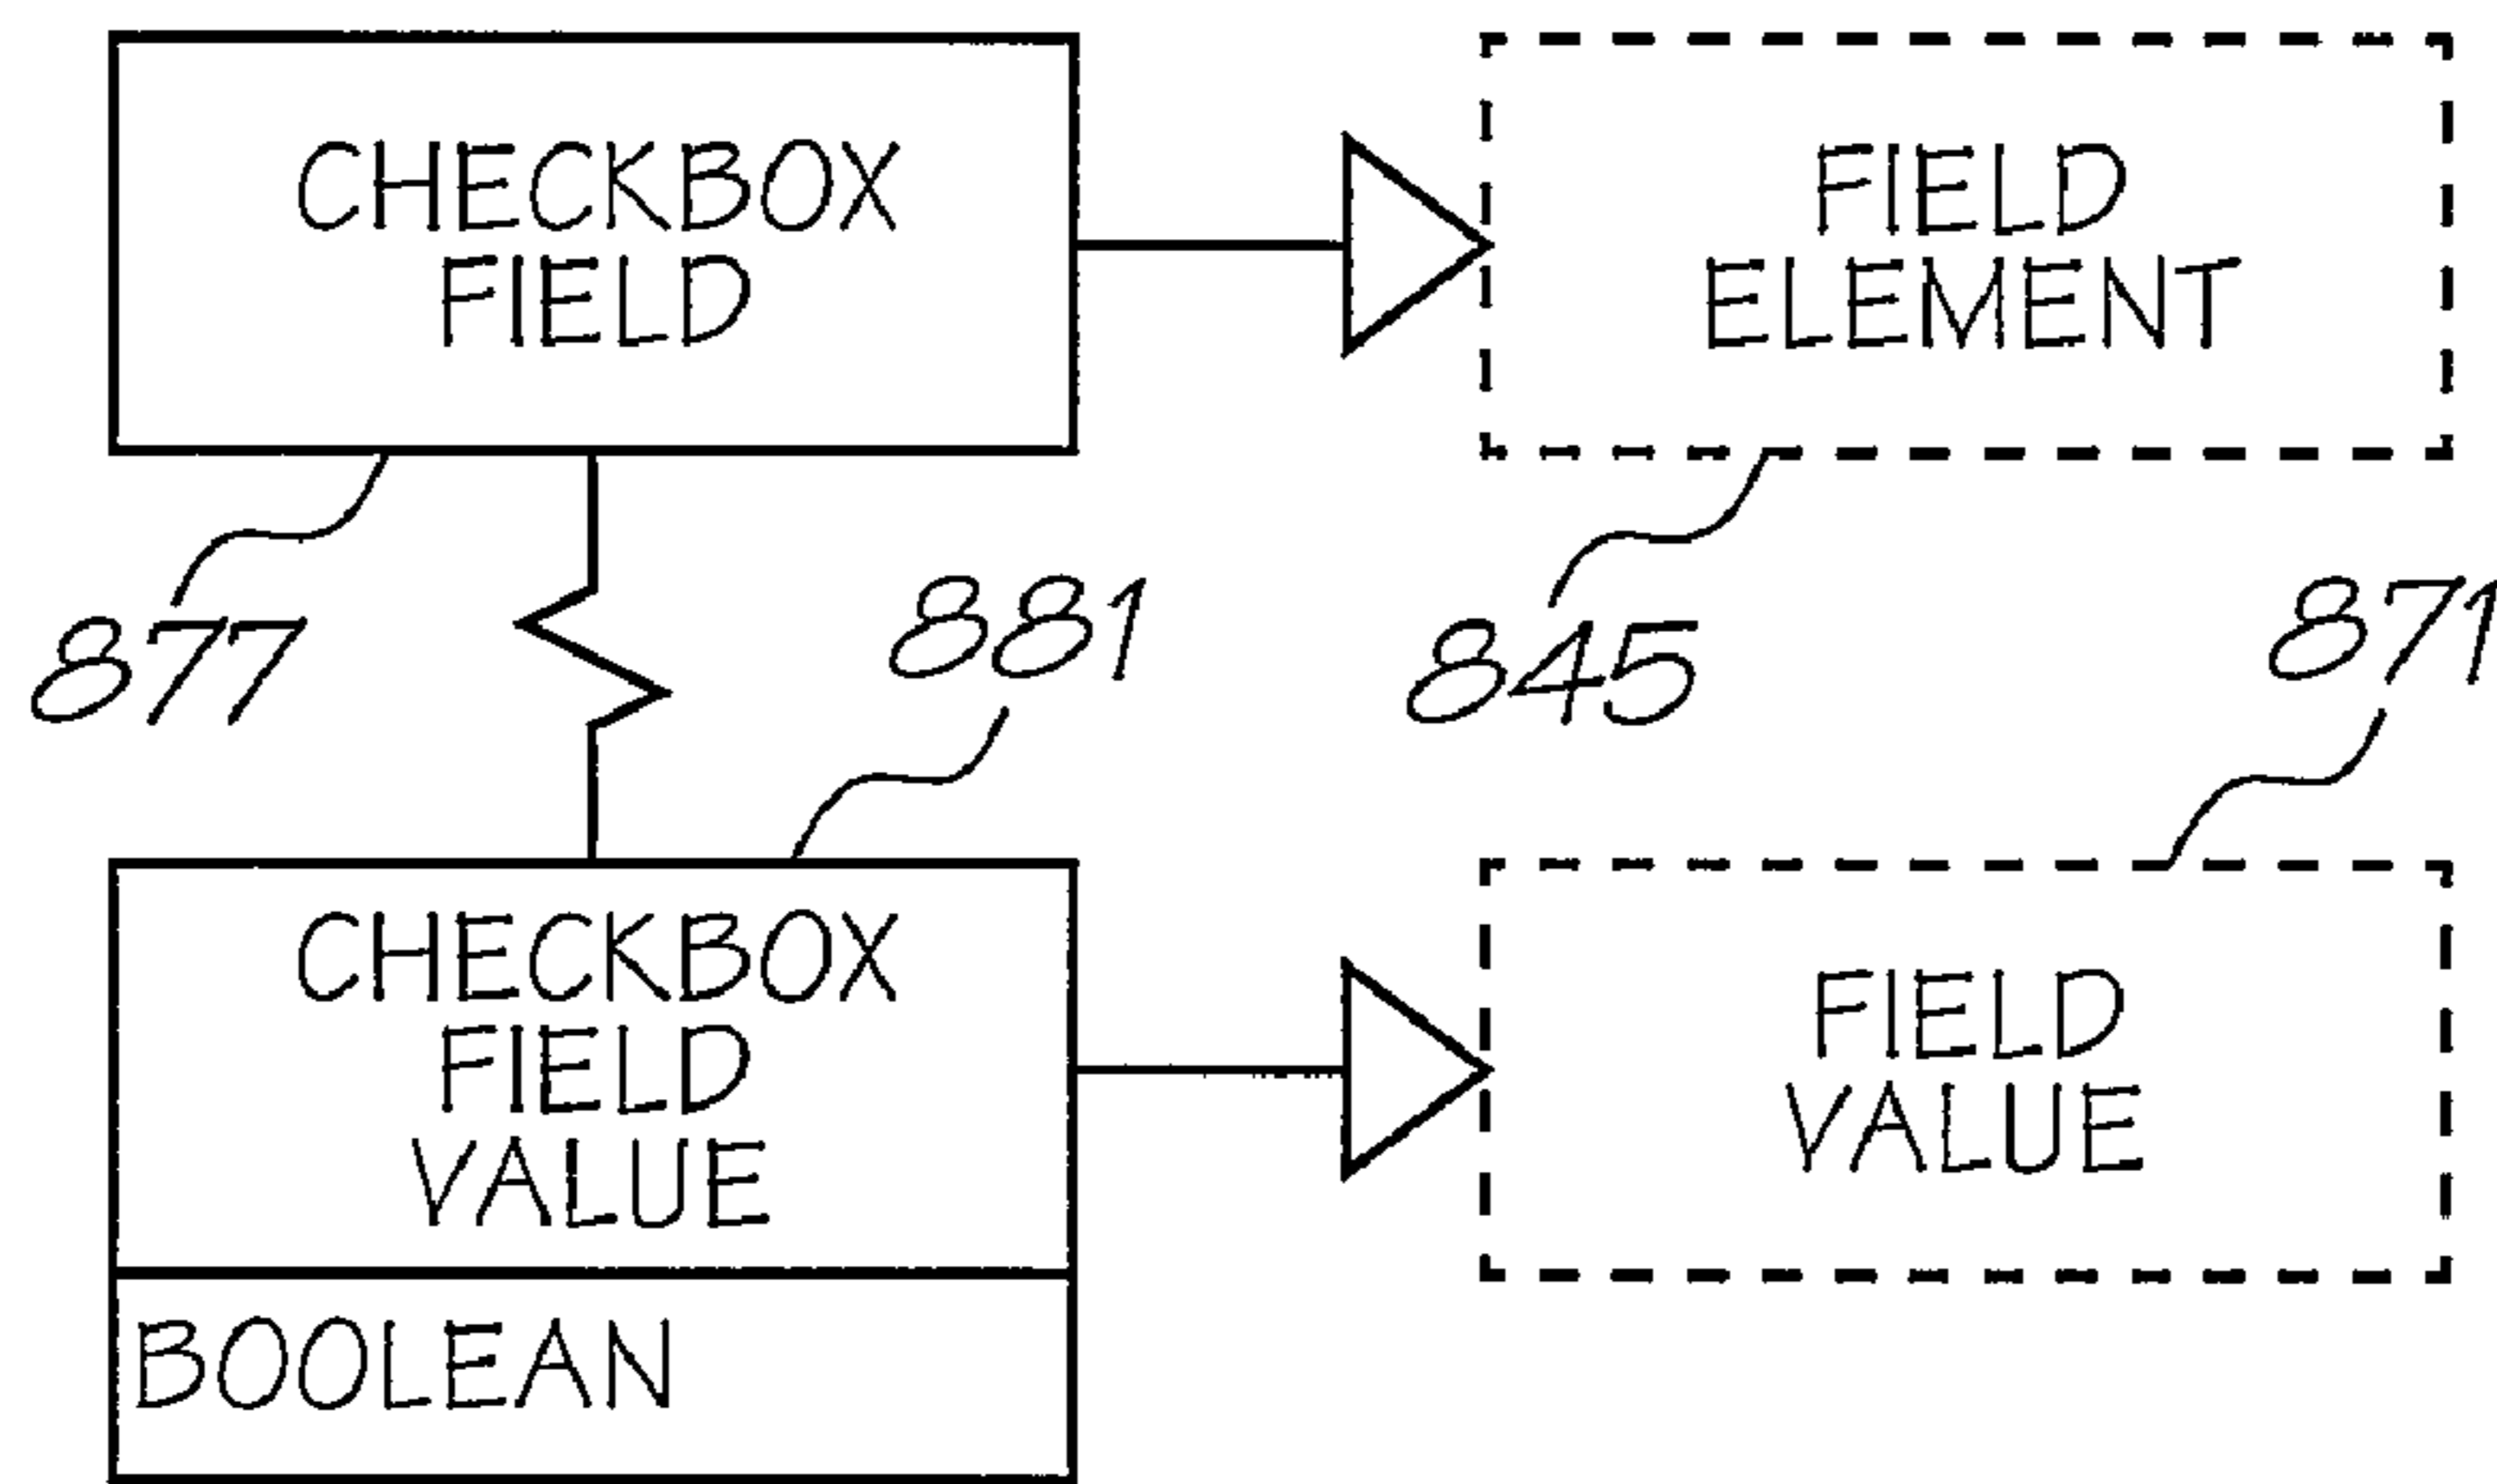 CHECKBOX
FIELD
FIELD
ELEMENT
877
881
845
871
CHECKBOX
FIELD
VALUE
FIELD
VALUE
BOOLEAN